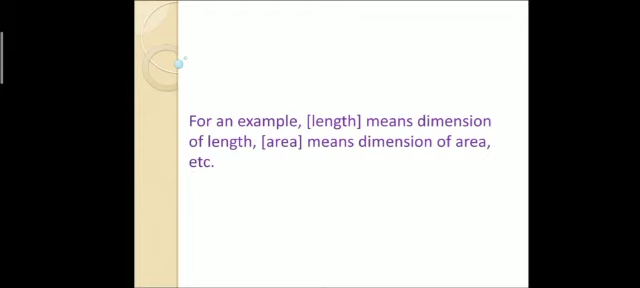 For an example, [length] means dimension
of length, [area] means dimension of area,
etc.